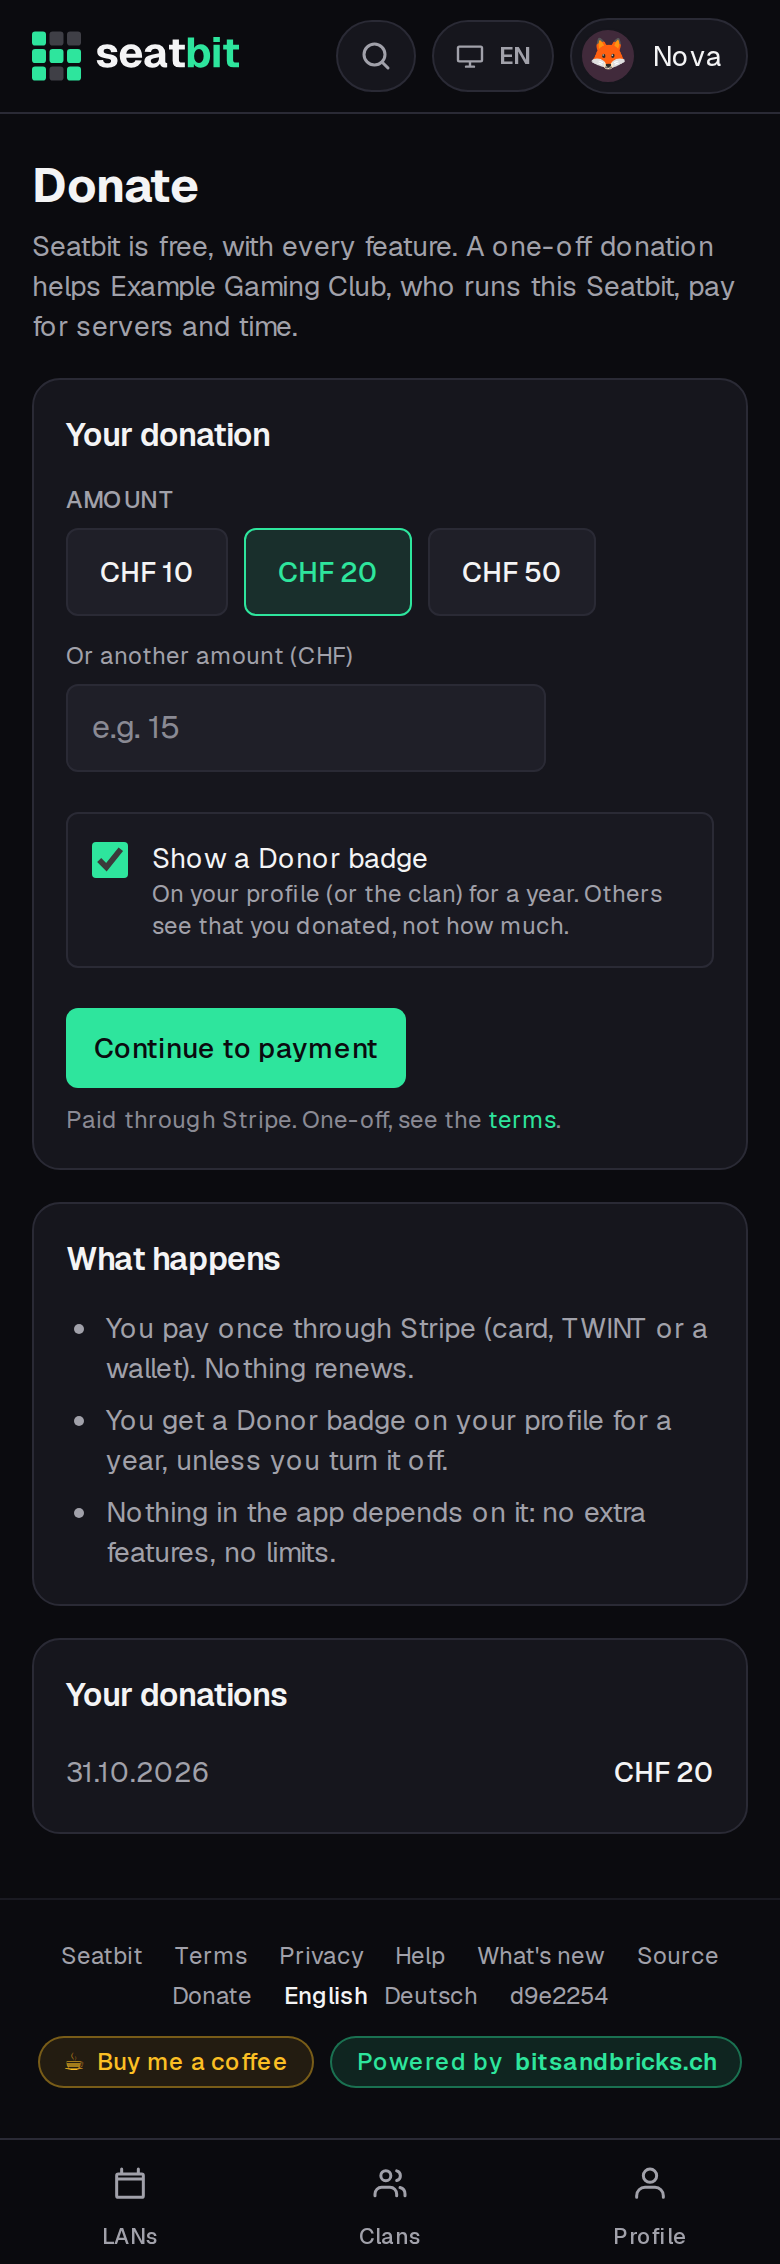 seatbit
EN
Nova
Donate
Seatbit is free, with every feature. A one-off donation
helps Example Gaming Club, who runs this Seatbit, pay
for servers and time.
Your donation
AMOUNT
CHF 10
CHF 20
CHF 50
Or another amount (CHF)
e.g. 15
Show a Donor badge
On your profile (or the clan) for a year. Others
see that you donated, not how much.
Continue to payment
Paid through Stripe. One-off, see the terms.
What happens
• You pay once through Stripe (card, TWINT or a
wallet). Nothing renews.
• You get a Donor badge on your profile for a
year, unless you turn it off.
• Nothing in the app depends on it: no extra
features, no limits.
Your donations
31.10.2026 CHF 20
Seatbit Terms Privacy Help What's new Source
Donate English Deutsch d9e2254
Buy me a coffee
Powered by bitsandbricks.ch
LANs
Clans
Profile